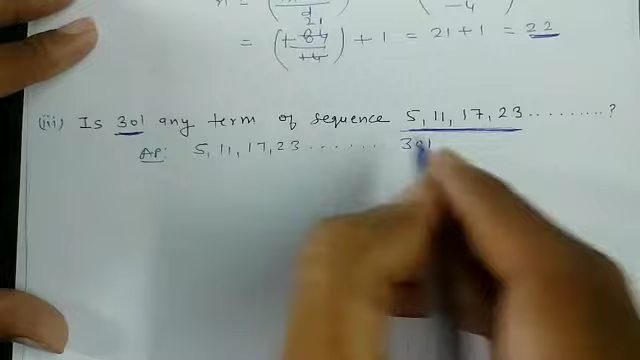 = (+84/+4) + 1 = 21 + 1 = 22
(iii) Is 301 any term of sequence 5, 11, 17, 23.........?
AP: 5, 11, 17, 23 ....... 301